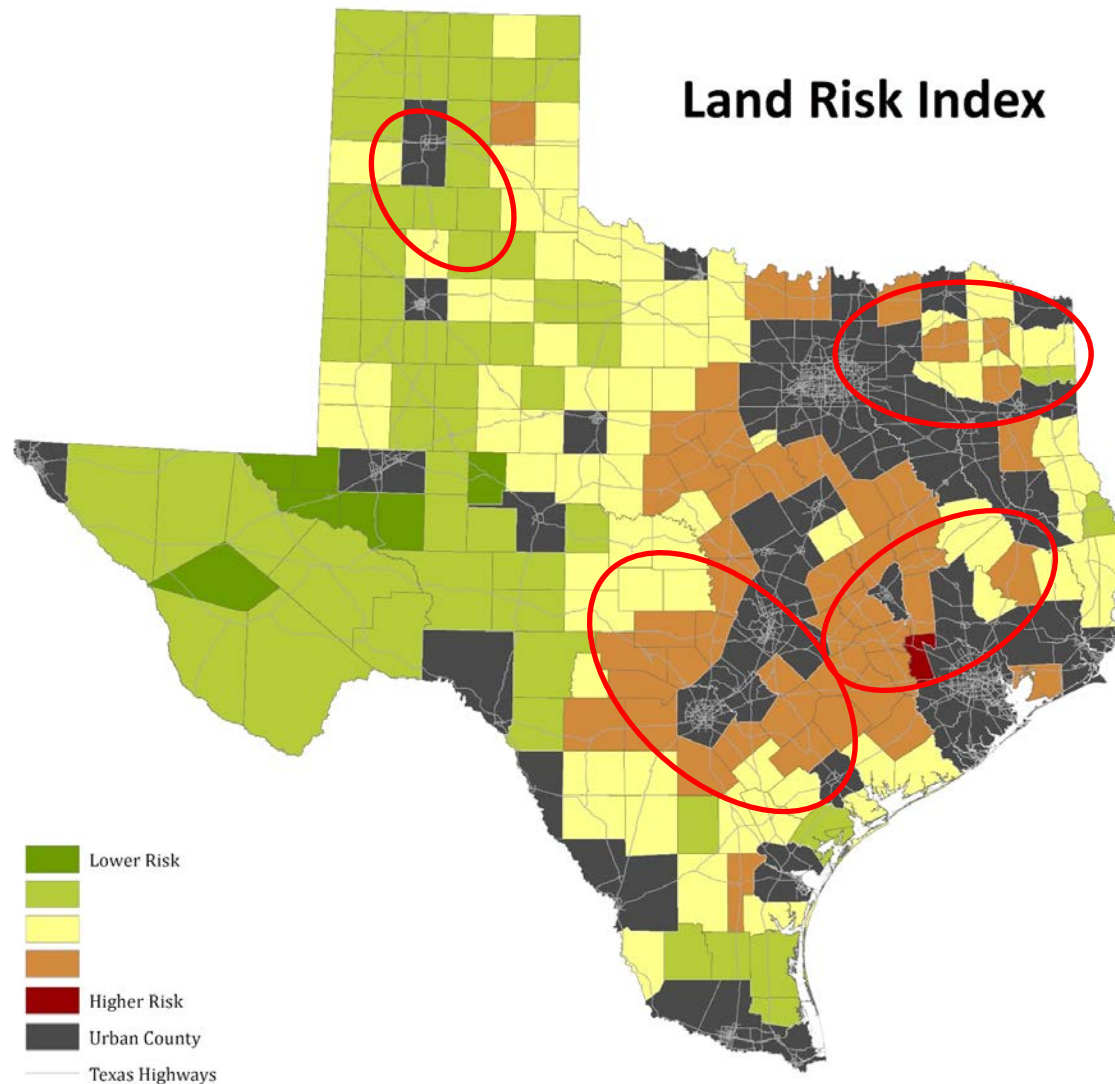 Land Risk Index
Lower Risk
Higher Risk
Urban County
Texas Highways